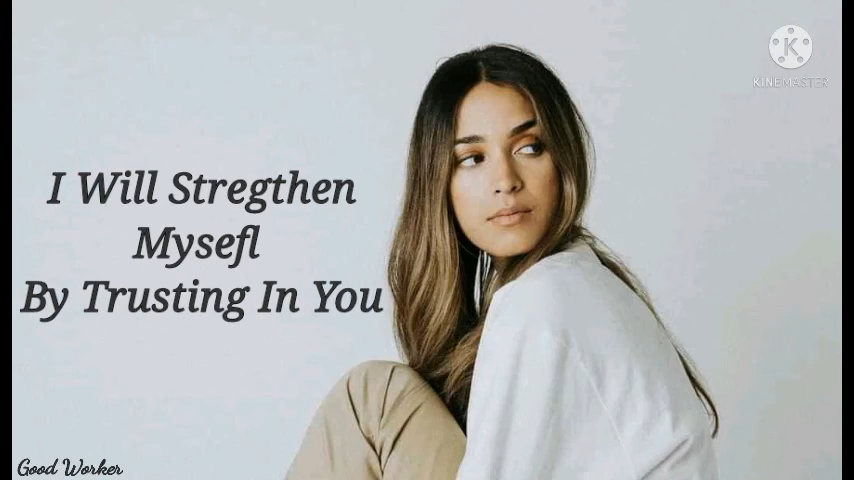 K
KINEMASTER
I Will Stregthen
Mysefl
By Trusting In You
Good Worker